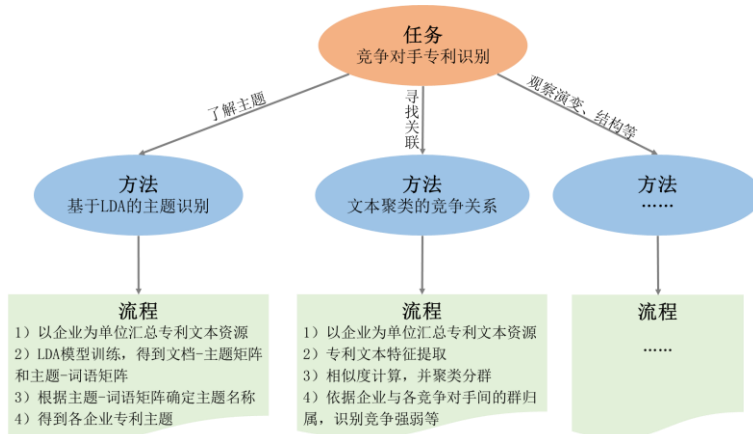 任务
竞争对手专利识别
了解主题
寻找关联
观察演变、结构等
方法
基于LDA的主题识别
方法
文本聚类的竞争关系
方法
……
流程
1）以企业为单位汇总专利文本资源
2）LDA模型训练，得到文档-主题矩阵
和主题-词语矩阵
3）根据主题-词语矩阵确定主题名称
4）得到各企业专利主题
流程
1）以企业为单位汇总专利文本资源
2）专利文本特征提取
3）相似度计算，并聚类分群
4）依据企业与各竞争对手间的群归
属，识别竞争强弱等
流程
……